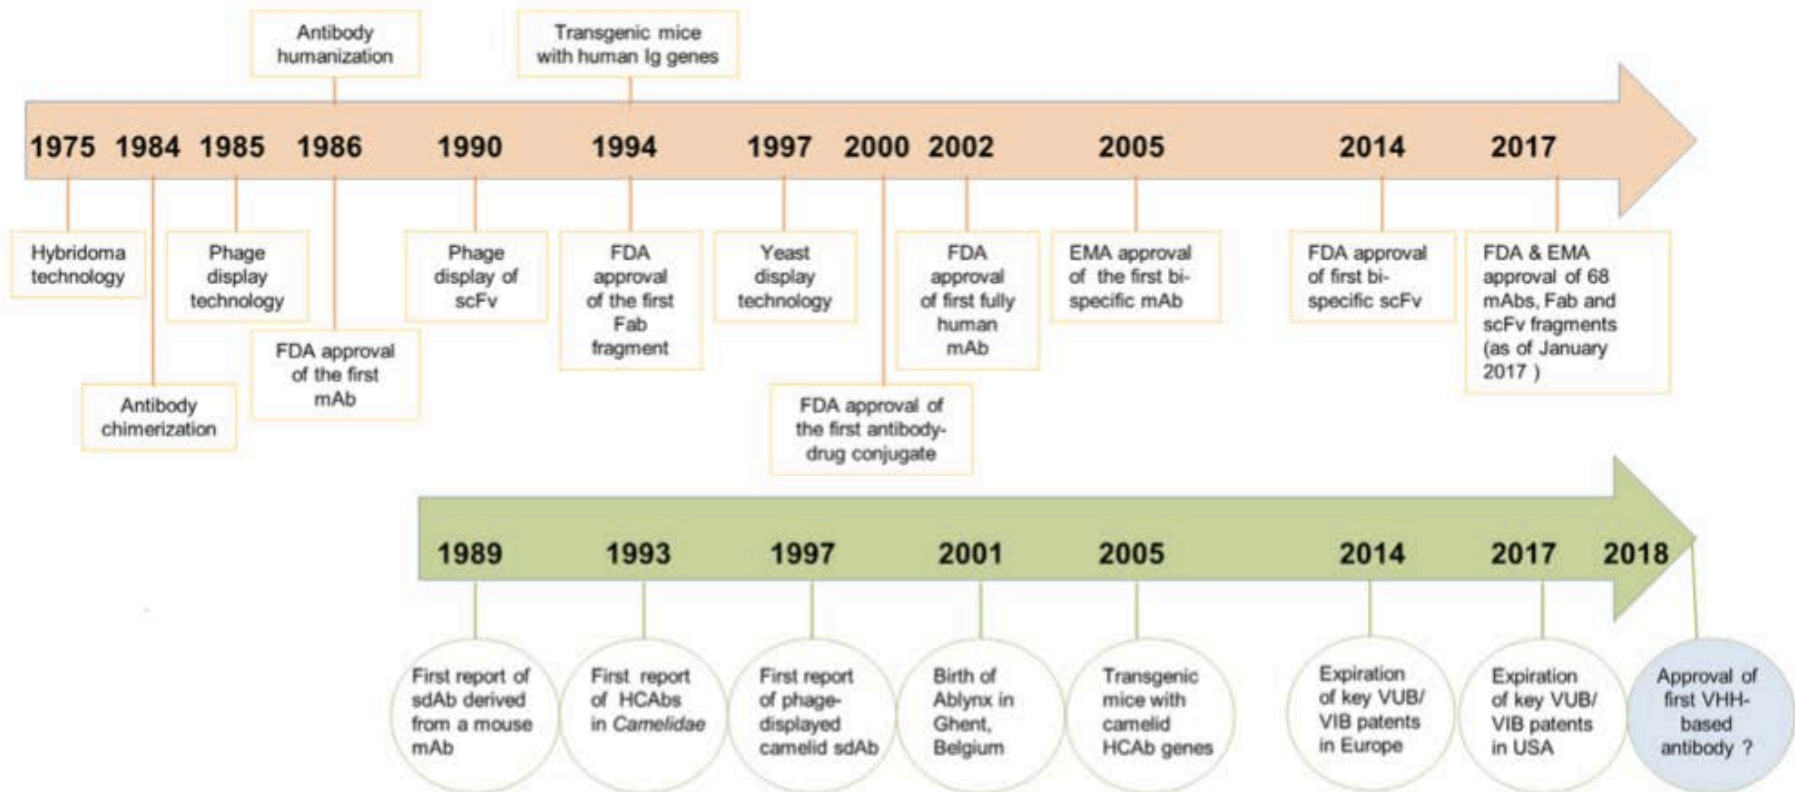 Antibody
humanization
Transgenic mice
with human Ig genes
1975 1984 1985 1986 1990 1994 1997 2000 2002 2005 2014 2017
Hybridoma
technology
Antibody
chimerization
Phage
display
technology
FDA approval
of the first
mAb
Phage
display of
scFv
FDA
approval
of the first
Fab
fragment
Yeast
display
technology
FDA approval of
the first antibody-
drug conjugate
FDA
approval
of first fully
human
mAb
EMA approval
of the first bi-
specific mAb
FDA approval
of first bi-
specific scFv
FDA & EMA
approval of 68
mAbs, Fab and
scFv fragments
(as of January
2017 )
1989 1993 1997 2001 2005 2014 2017 2018
First report of
sdAb derived
from a mouse
mAb
First report
of HCAbs
in Camelidae
First report
of phage-
displayed
camelid sdAb
Birth of
Ablynx in
Ghent,
Belgium
Transgenic
mice with
camelid
HCAb genes
Expiration
of key VUB/
VIB patents
in Europe
Expiration
of key VUB/
VIB patents
in USA
Approval of
first VHH-
based
antibody ?